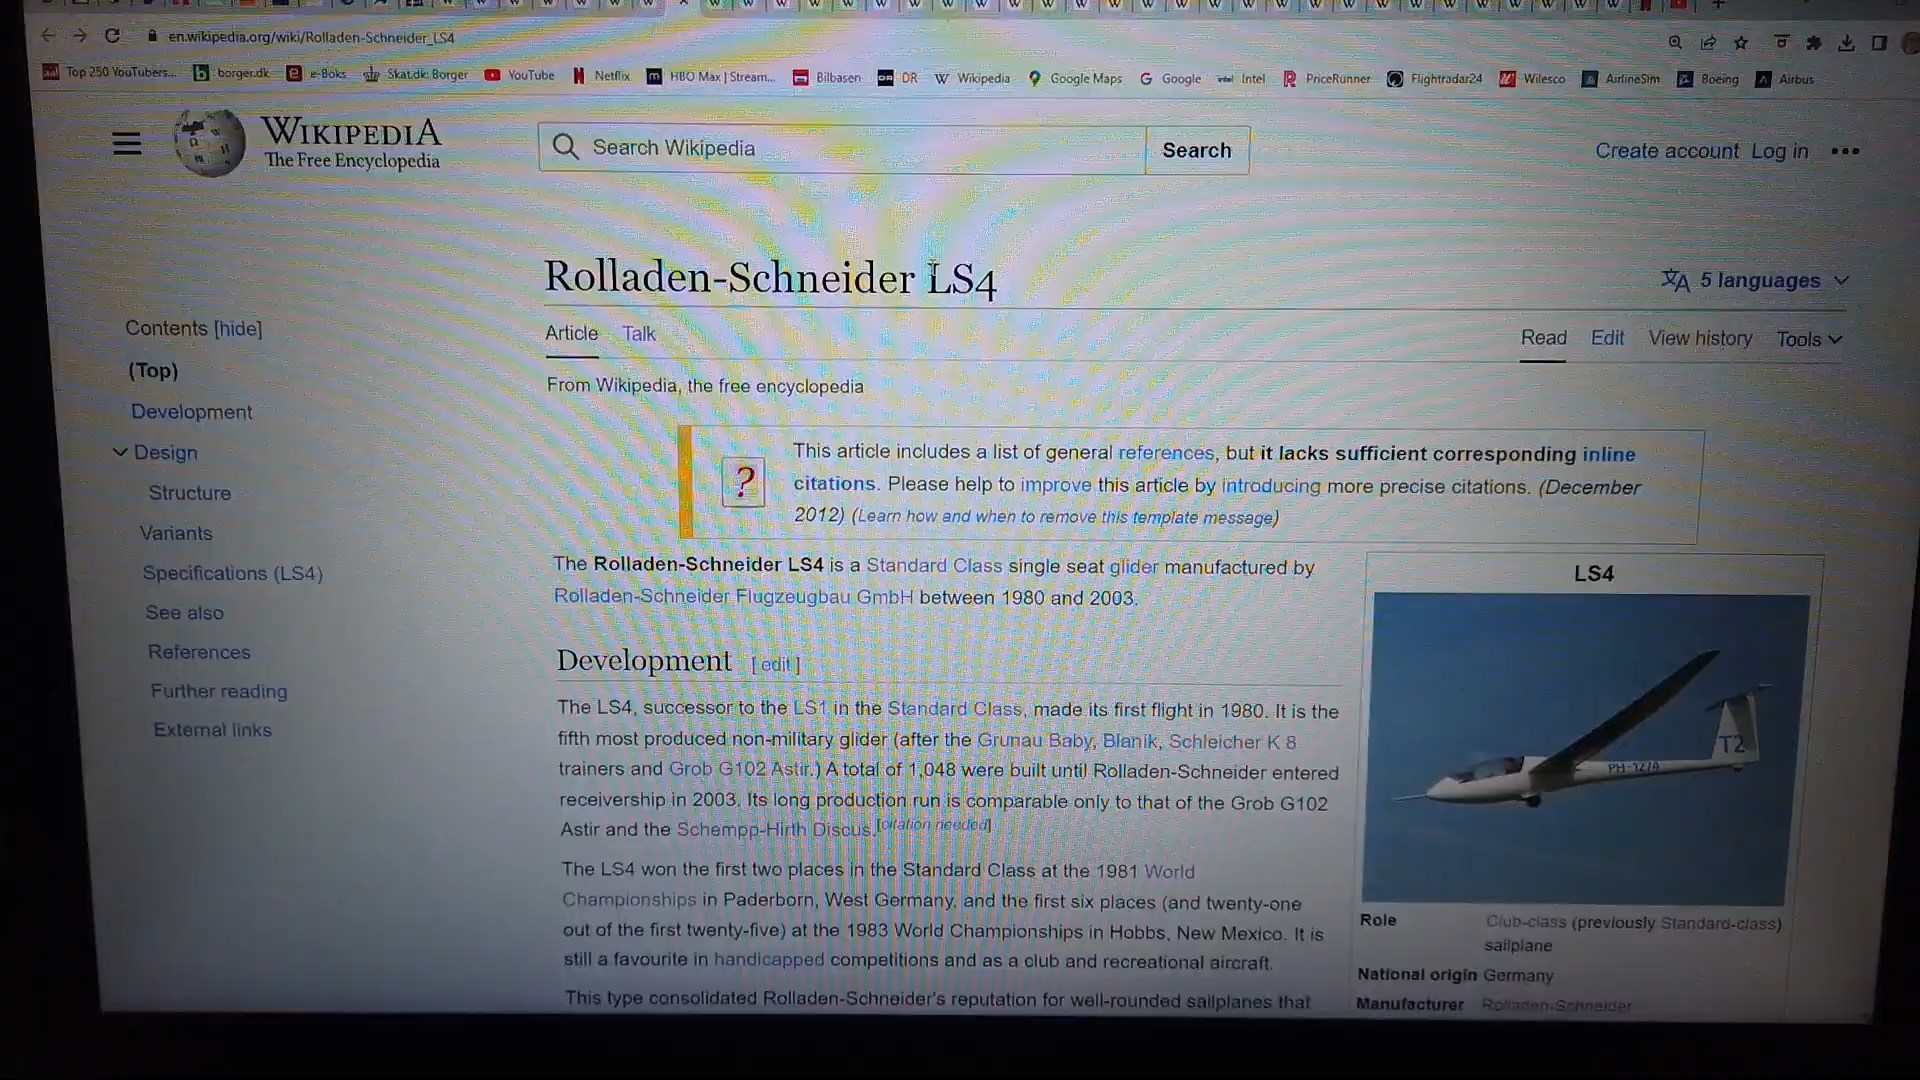 en.wikipedia.org/wiki/Rolladen-Schneider_LS4
Top 250 YouTubers... borger.dk e-Boks Skat.dk: Borger YouTube Netflix HBO Max | Stream... Bilbasen DR Wikipedia Google Maps Google Intel PriceRunner Flightradar24 Wilesco AirlineSim Boeing Airbus
WIKIPEDIA
The Free Encyclopedia
Search Wikipedia
Search
Create account Log in
Rolladen-Schneider LS4
5 languages
Contents [hide]
(Top)
Development
Design
Structure
Variants
Specifications (LS4)
See also
References
Further reading
External links
Article Talk
Read Edit View history Tools
From Wikipedia, the free encyclopedia
This article includes a list of general references, but it lacks sufficient corresponding inline
citations. Please help to improve this article by introducing more precise citations. (December
2012) (Learn how and when to remove this template message)
The Rolladen-Schneider LS4 is a Standard Class single seat glider manufactured by
Rolladen-Schneider Flugzeugbau GmbH between 1980 and 2003.
Development [ edit ]
The LS4, successor to the LS1 in the Standard Class, made its first flight in 1980. It is the
fifth most produced non-military glider (after the Grunau Baby, Blanik, Schleicher K 8
trainers and Grob G102 Astir.) A total of 1,048 were built until Rolladen-Schneider entered
receivership in 2003. Its long production run is comparable only to that of the Grob G102
Astir and the Schempp-Hirth Discus.[citation needed]
The LS4 won the first two places in the Standard Class at the 1981 World
Championships in Paderborn, West Germany, and the first six places (and twenty-one
out of the first twenty-five) at the 1983 World Championships in Hobbs, New Mexico. It is
still a favourite in handicapped competitions and as a club and recreational aircraft.
This type consolidated Rolladen-Schneider's reputation for well-rounded sailplanes that
LS4
T2
PH-1274
Role Club-class (previously Standard-class)
sailplane
National origin Germany
Manufacturer Rolladen-Schneider